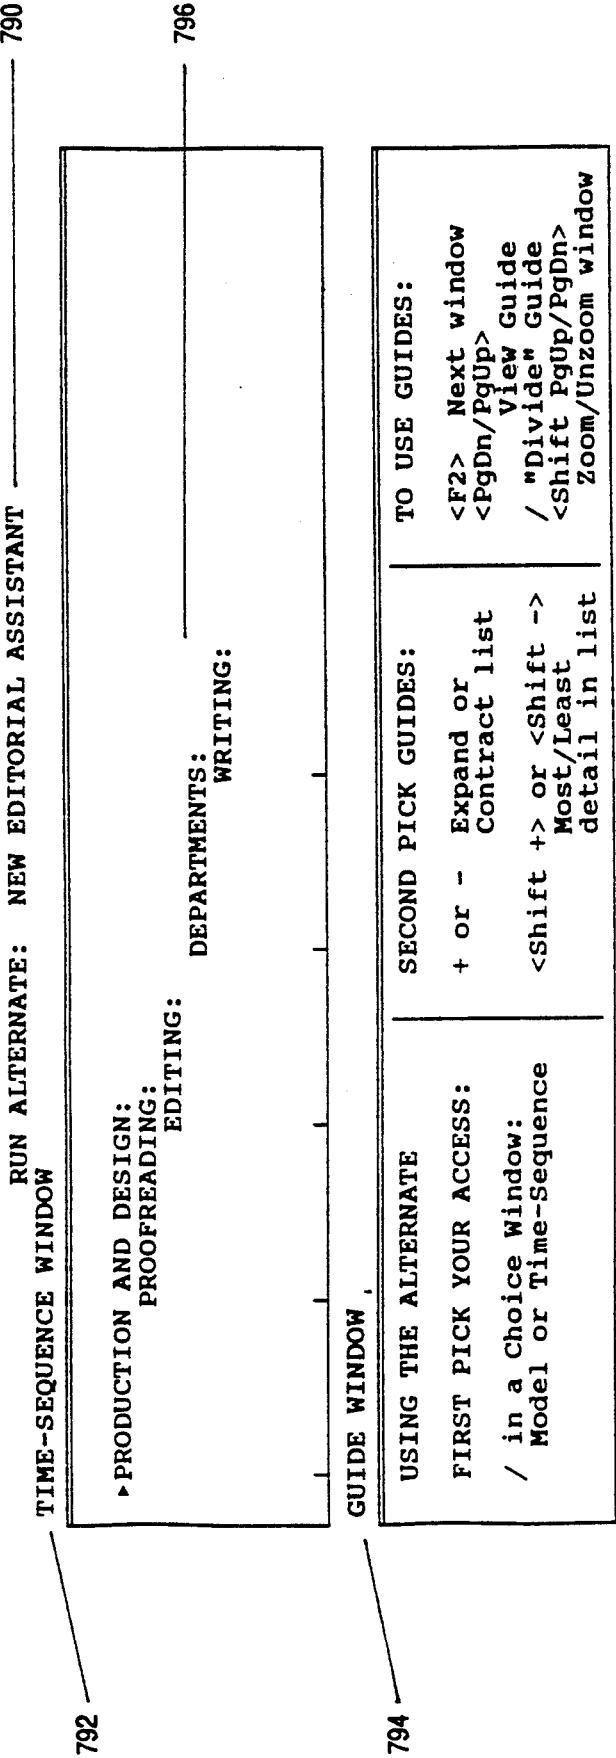 RUN ALTERNATE: NEW EDITORIAL ASSISTANT 790
792 TIME-SEQUENCE WINDOW
796
▸PRODUCTION AND DESIGN:
PROOFREADING:
EDITING:
DEPARTMENTS:
WRITING:
794 GUIDE WINDOW
USING THE ALTERNATE
FIRST PICK YOUR ACCESS:
/ in a Choice Window:
Model or Time-Sequence
SECOND PICK GUIDES:
+ or - Expand or
Contract list
<Shift +> or <Shift ->
Most/Least
detail in list
TO USE GUIDES:
<F2> Next window
<PgDn/PgUp>
View Guide
/ "Divide" Guide
<Shift PgUp/PgDn>
Zoom/Unzoom window